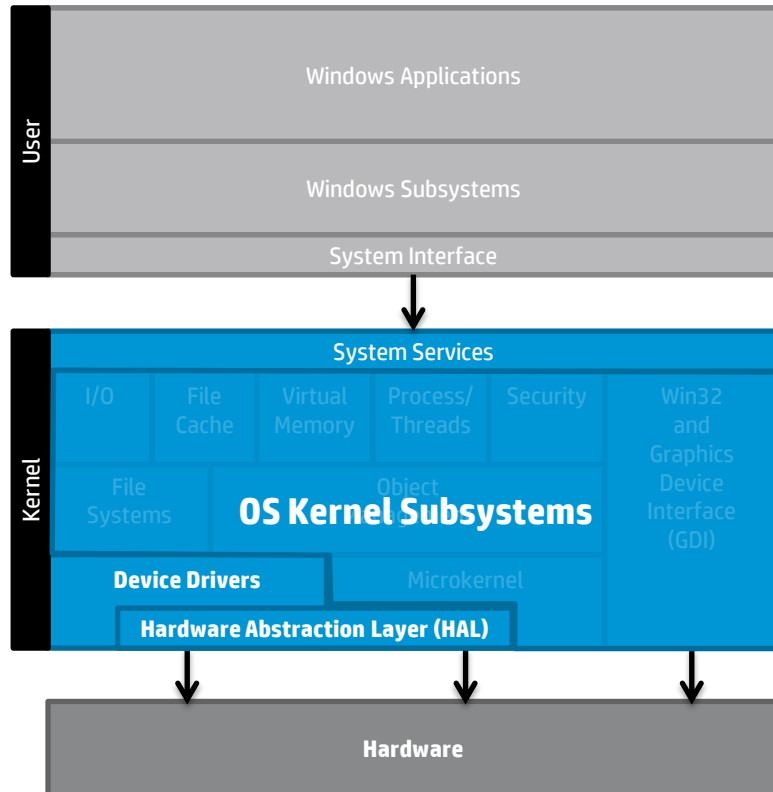 User
Windows Applications
Windows Subsystems
System Interface
Kernel
System Services
I/O
File
Cache
Virtual
Memory
Process/
Threads
Security
Win32
and
Graphics
Device
Interface
(GDI)
File
Systems
Object
OS Kernel Subsystems
Device Drivers
Microkernel
Hardware Abstraction Layer (HAL)
Hardware